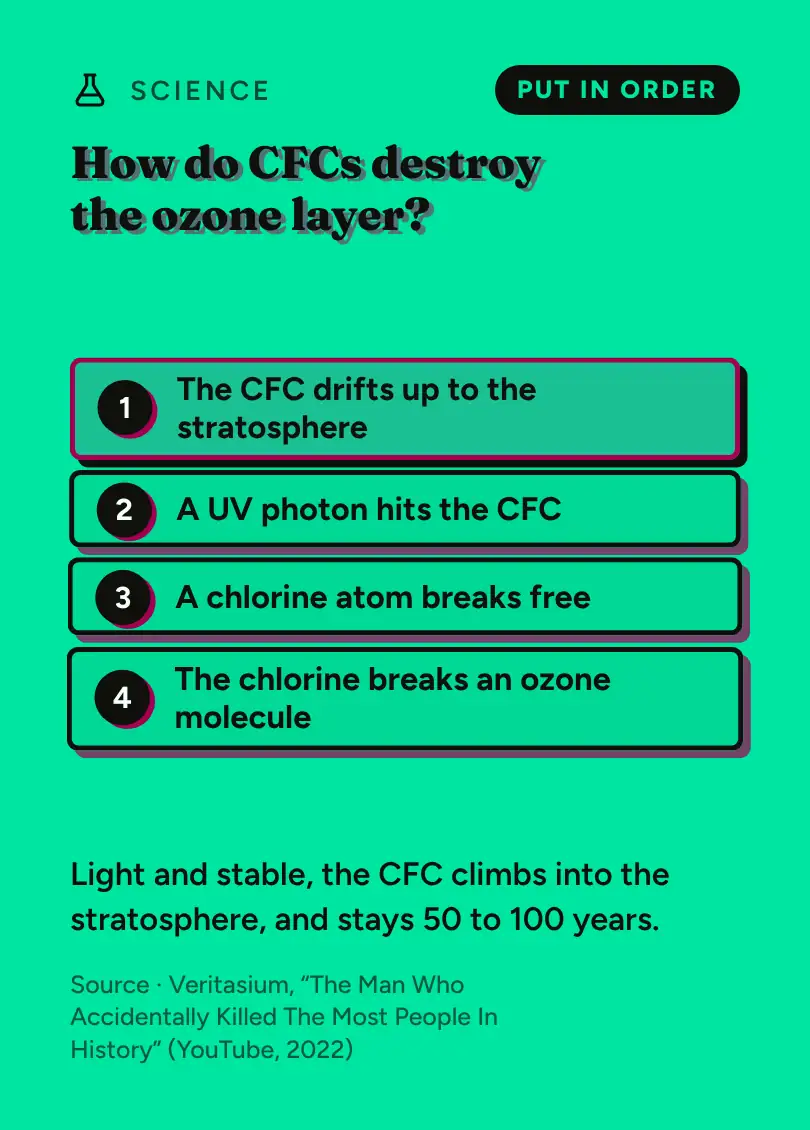 SCIENCE
PUT IN ORDER
How do CFCs destroy
the ozone layer?
1
The CFC drifts up to the
stratosphere
2
A UV photon hits the CFC
3
A chlorine atom breaks free
4
The chlorine breaks an ozone
molecule
Light and stable, the CFC climbs into the
stratosphere, and stays 50 to 100 years.
Source · Veritasium, “The Man Who
Accidentally Killed The Most People In
History” (YouTube, 2022)